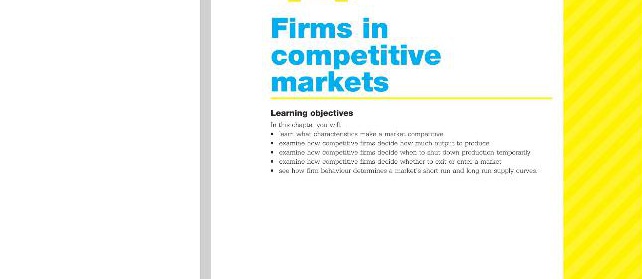 Firms in
competitive
markets
Learning objectives
In this chapter you will:
• learn what characteristics make a market competitive
• examine how competitive firms decide how much output to produce
• examine how competitive firms decide when to shut down production temporarily
• examine how competitive firms decide whether to exit or enter a market
• see how firm behaviour determines a market's short run and long run supply curves.